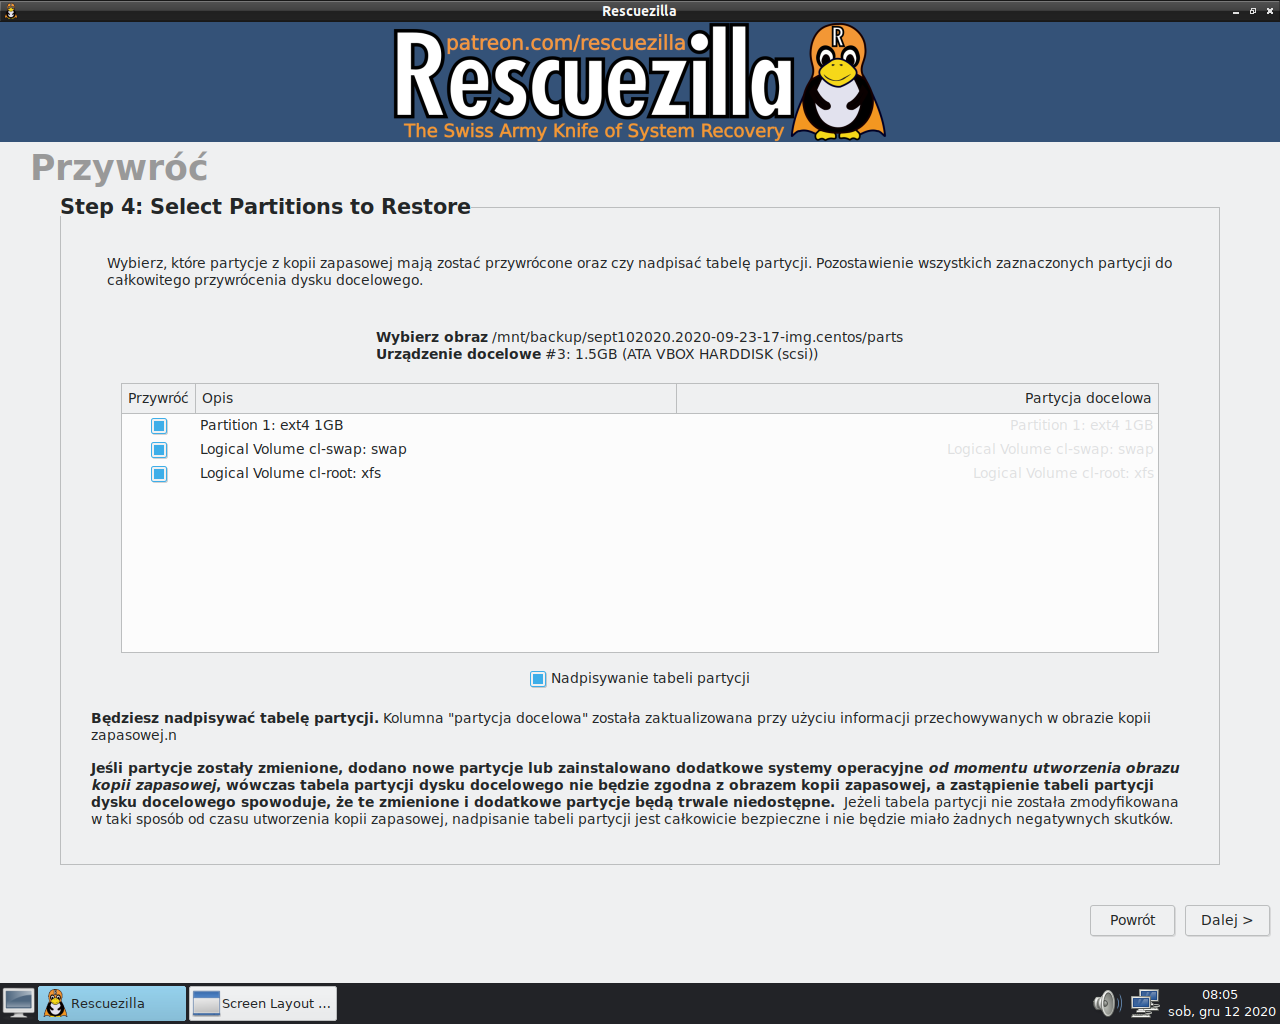 Rescuezilla
patreon.com/rescuezilla
Rescuezilla
R
The Swiss Army Knife of System Recovery
Przywróć
Step 4: Select Partitions to Restore
Wybierz, które partycje z kopii zapasowej mają zostać przywrócone oraz czy nadpisać tabelę partycji. Pozostawienie wszystkich zaznaczonych partycji do
całkowitego przywrócenia dysku docelowego.
Wybierz obraz /mnt/backup/sept102020.2020-09-23-17-img.centos/parts
Urządzenie docelowe #3: 1.5GB (ATA VBOX HARDDISK (scsi))
Przywróć Opis Partycja docelowa
Partition 1: ext4 1GB Partition 1: ext4 1GB
Logical Volume cl-swap: swap Logical Volume cl-swap: swap
Logical Volume cl-root: xfs Logical Volume cl-root: xfs
Nadpisywanie tabeli partycji
Będziesz nadpisywać tabelę partycji. Kolumna "partycja docelowa" została zaktualizowana przy użyciu informacji przechowywanych w obrazie kopii
zapasowej.n
Jeśli partycje zostały zmienione, dodano nowe partycje lub zainstalowano dodatkowe systemy operacyjne od momentu utworzenia obrazu
kopii zapasowej, wówczas tabela partycji dysku docelowego nie będzie zgodna z obrazem kopii zapasowej, a zastąpienie tabeli partycji
dysku docelowego spowoduje, że te zmienione i dodatkowe partycje będą trwale niedostępne. Jeżeli tabela partycji nie została zmodyfikowana
w taki sposób od czasu utworzenia kopii zapasowej, nadpisanie tabeli partycji jest całkowicie bezpieczne i nie będzie miało żadnych negatywnych skutków.
Powrót Dalej >
Rescuezilla Screen Layout ... 08:05
sob, gru 12 2020